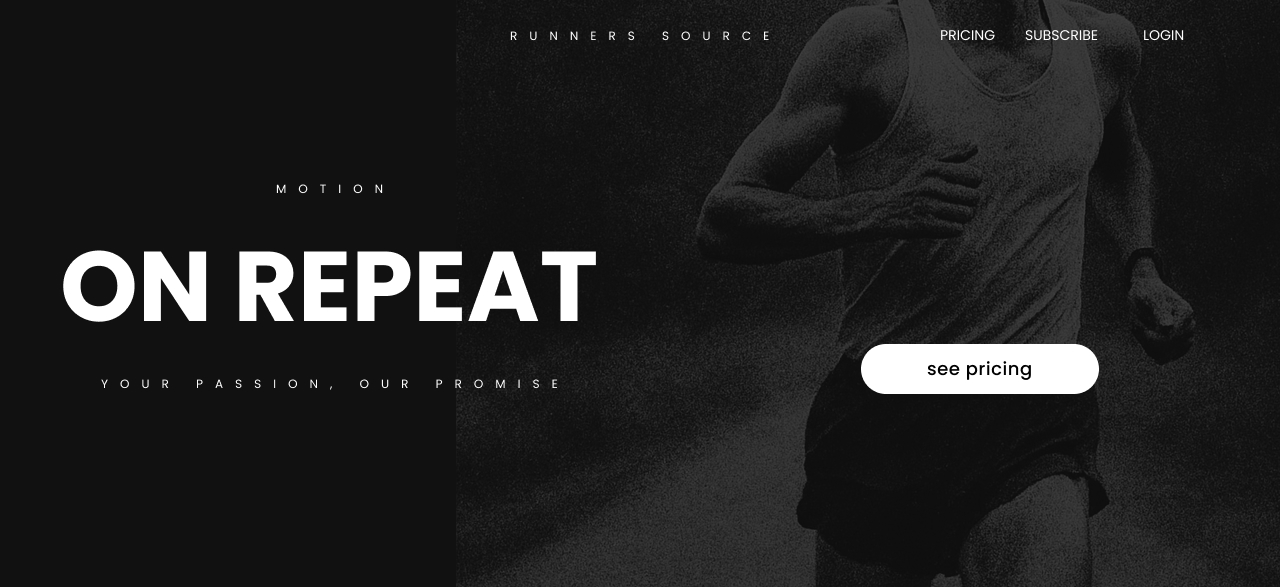 RUNNERS SOURCE
PRICING SUBSCRIBE LOGIN
MOTION
ON REPEAT
YOUR PASSION, OUR PROMISE
see pricing